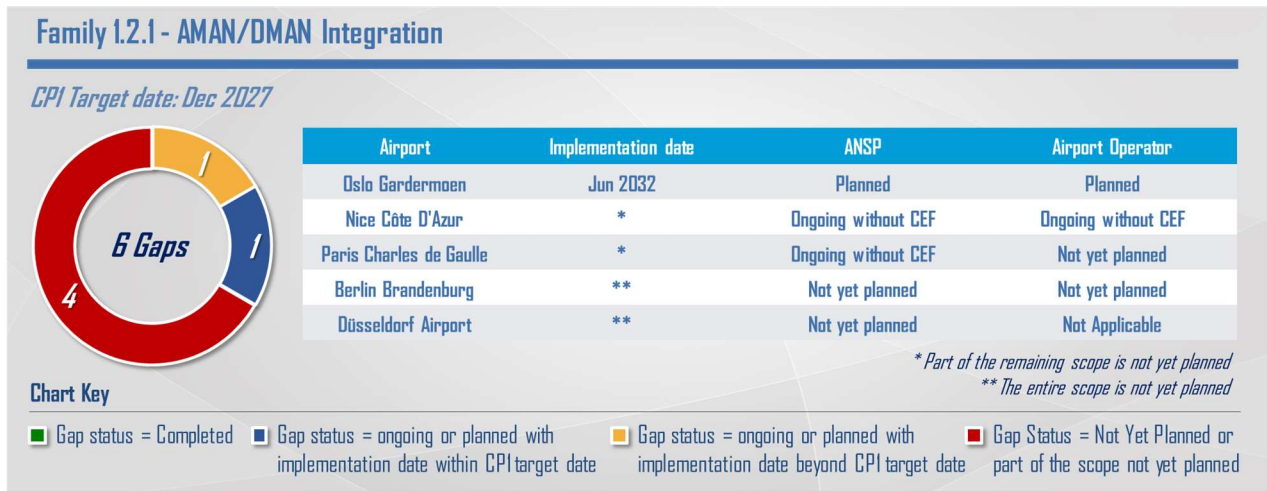 Family 1.2.1 - AMAN/DMAN Integration
CP1 Target date: Dec 2027
1
1
4
6 Gaps
Airport Implementation date ANSP Airport Operator
Oslo Gardermoen Jun 2032 Planned Planned
Nice Côte D'Azur * Ongoing without CEF Ongoing without CEF
Paris Charles de Gaulle * Ongoing without CEF Not yet planned
Berlin Brandenburg ** Not yet planned Not yet planned
Düsseldorf Airport ** Not yet planned Not Applicable
* Part of the remaining scope is not yet planned
** The entire scope is not yet planned
Chart Key
Gap status = Completed
Gap status = ongoing or planned with
implementation date within CP1 target date
Gap status = ongoing or planned with
implementation date beyond CP1 target date
Gap Status = Not Yet Planned or
part of the scope not yet planned